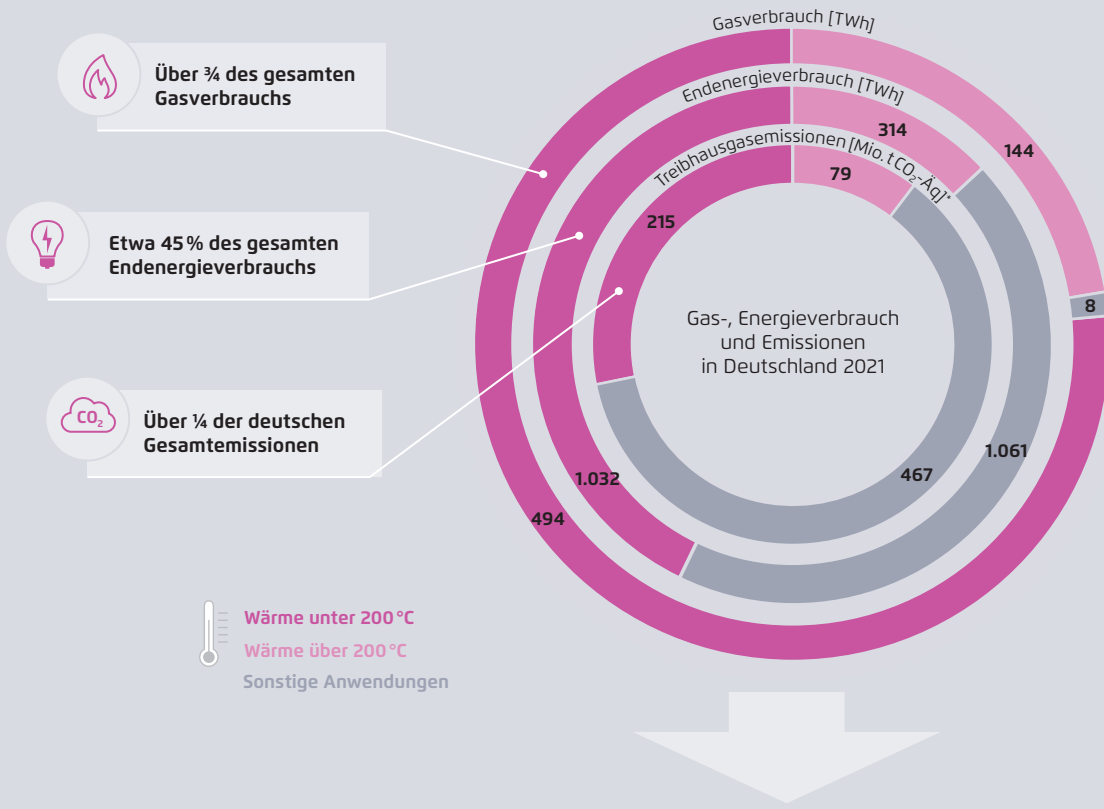 Über ¾ des gesamten
Gasverbrauchs
Etwa 45 % des gesamten
Endenergieverbrauchs
CO₂
Über ¼ der deutschen
Gesamtemissionen
Gasverbrauch [TWh]
144
8
494
Endenergieverbrauch [TWh]
314
1.061
1.032
Treibhausgasemissionen [Mio. t CO₂-Äq]*
79
467
215
Gas-, Energieverbrauch
und Emissionen
in Deutschland 2021
Wärme unter 200 °C
Wärme über 200 °C
Sonstige Anwendungen